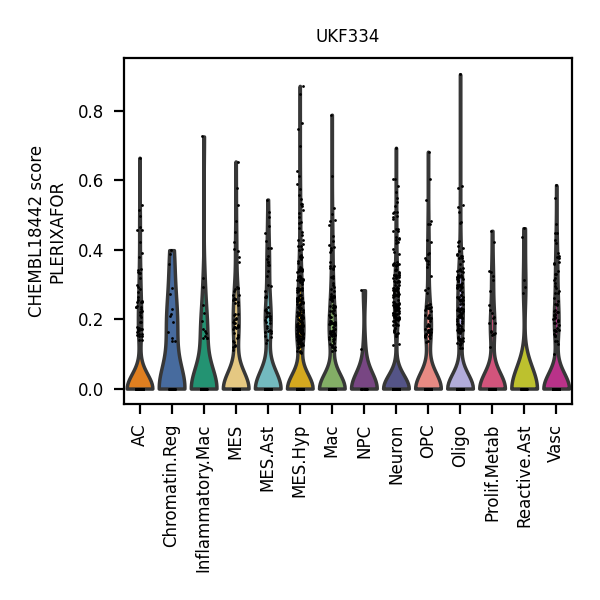 UKF334
CHEMBL18442 score
PLERIXAFOR
0.8
0.6
0.4
0.2
0.0
AC
Chromatin.Reg
Inflammatory.Mac
MES
MES.Ast
MES.Hyp
Mac
NPC
Neuron
OPC
Oligo
Prolif.Metab
Reactive.Ast
Vasc